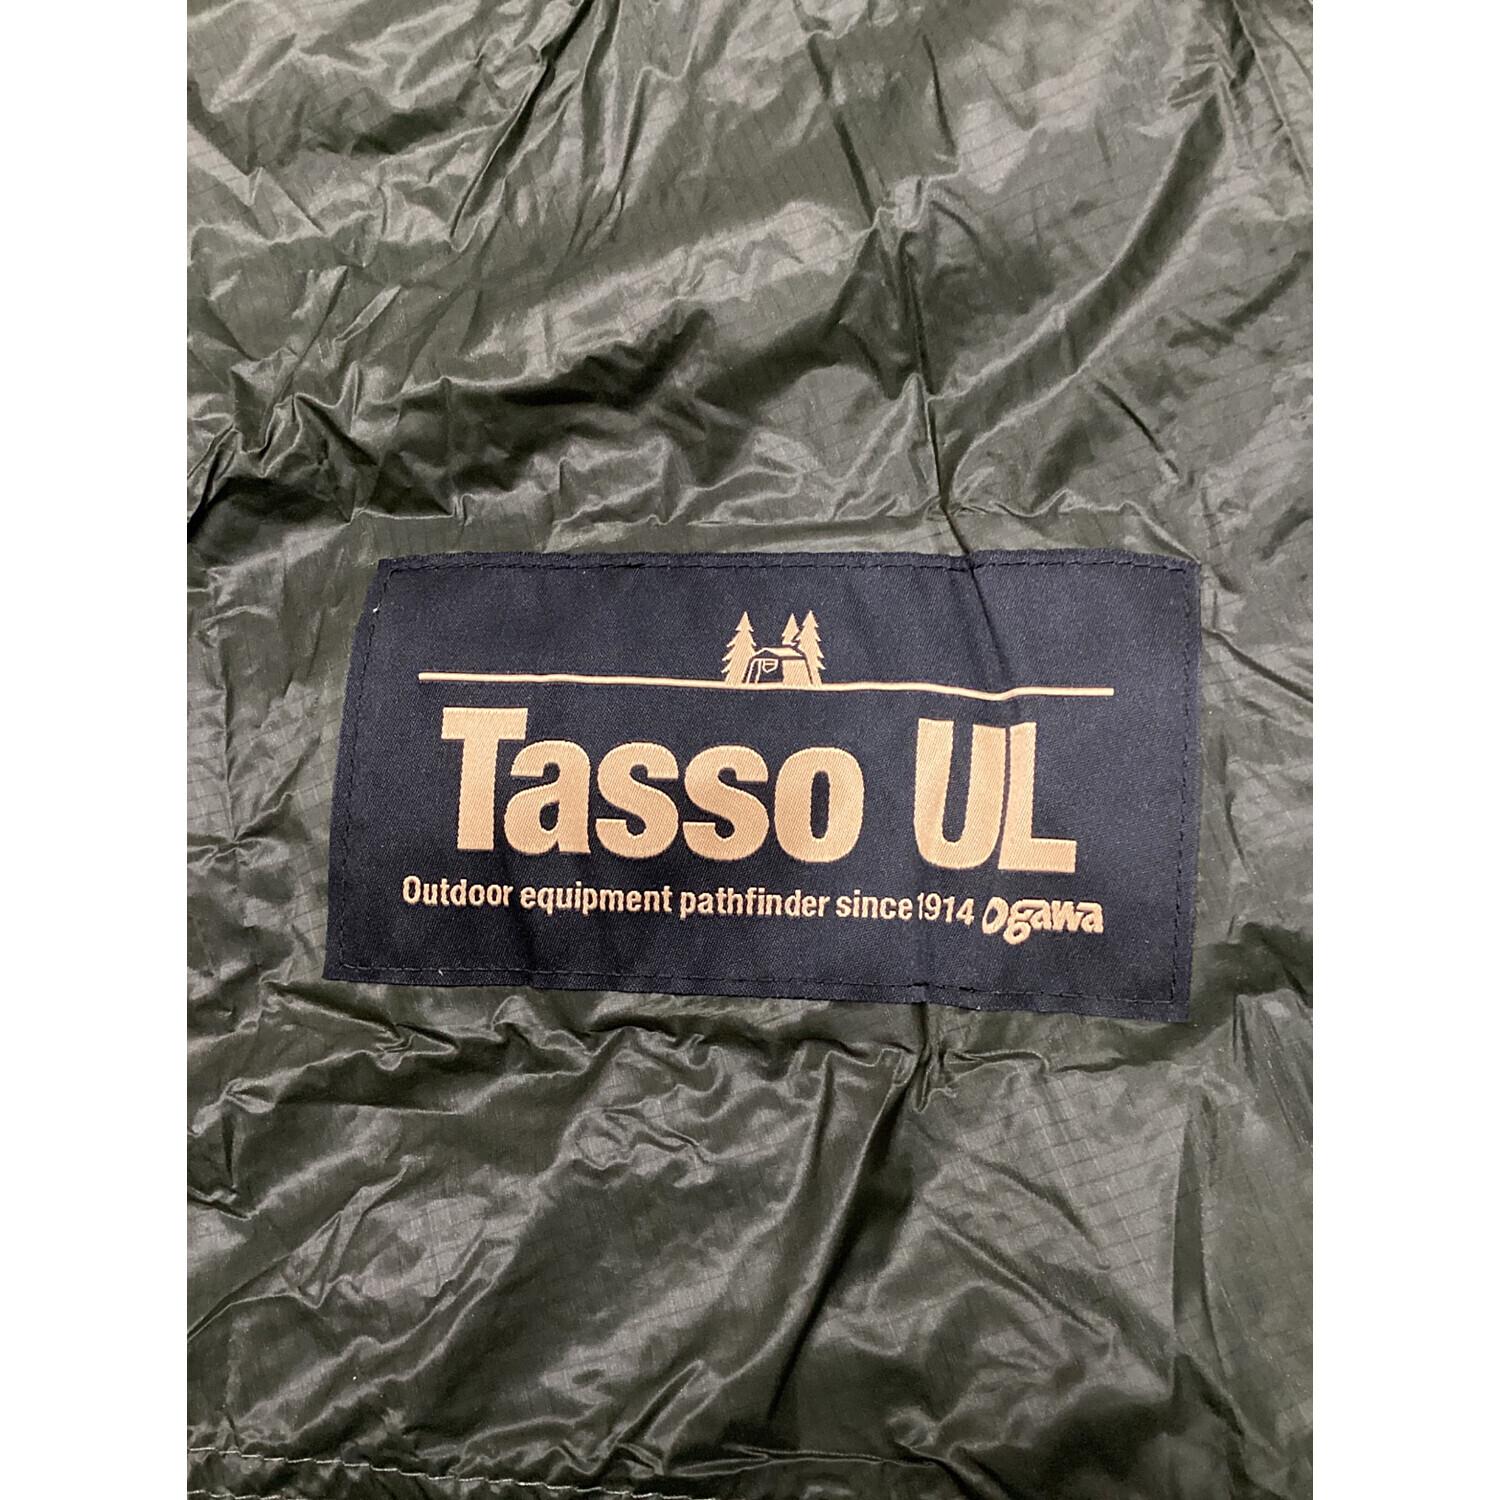 Tasso UL
Outdoor equipment pathfinder since 1914 ogawa